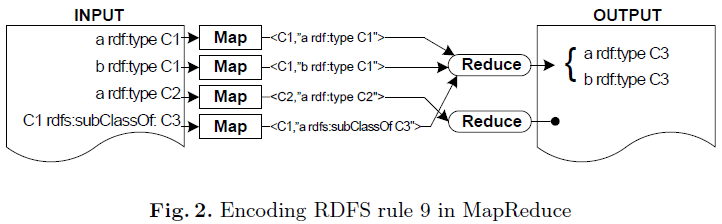 INPUT
OUTPUT
a rdf:type C1
Map
<C1,"a rdf:type C1">
b rdf:type C1
Map
<C1,"b rdf:type C1">
Reduce
a rdf:type C3
b rdf:type C3
a rdf:type C2
Map
<C2,"a rdf:type C2">
C1 rdfs:subClassOf: C3
Map
<C1,"a rdfs:subClassOf C3">
Reduce
Fig. 2. Encoding RDFS rule 9 in MapReduce